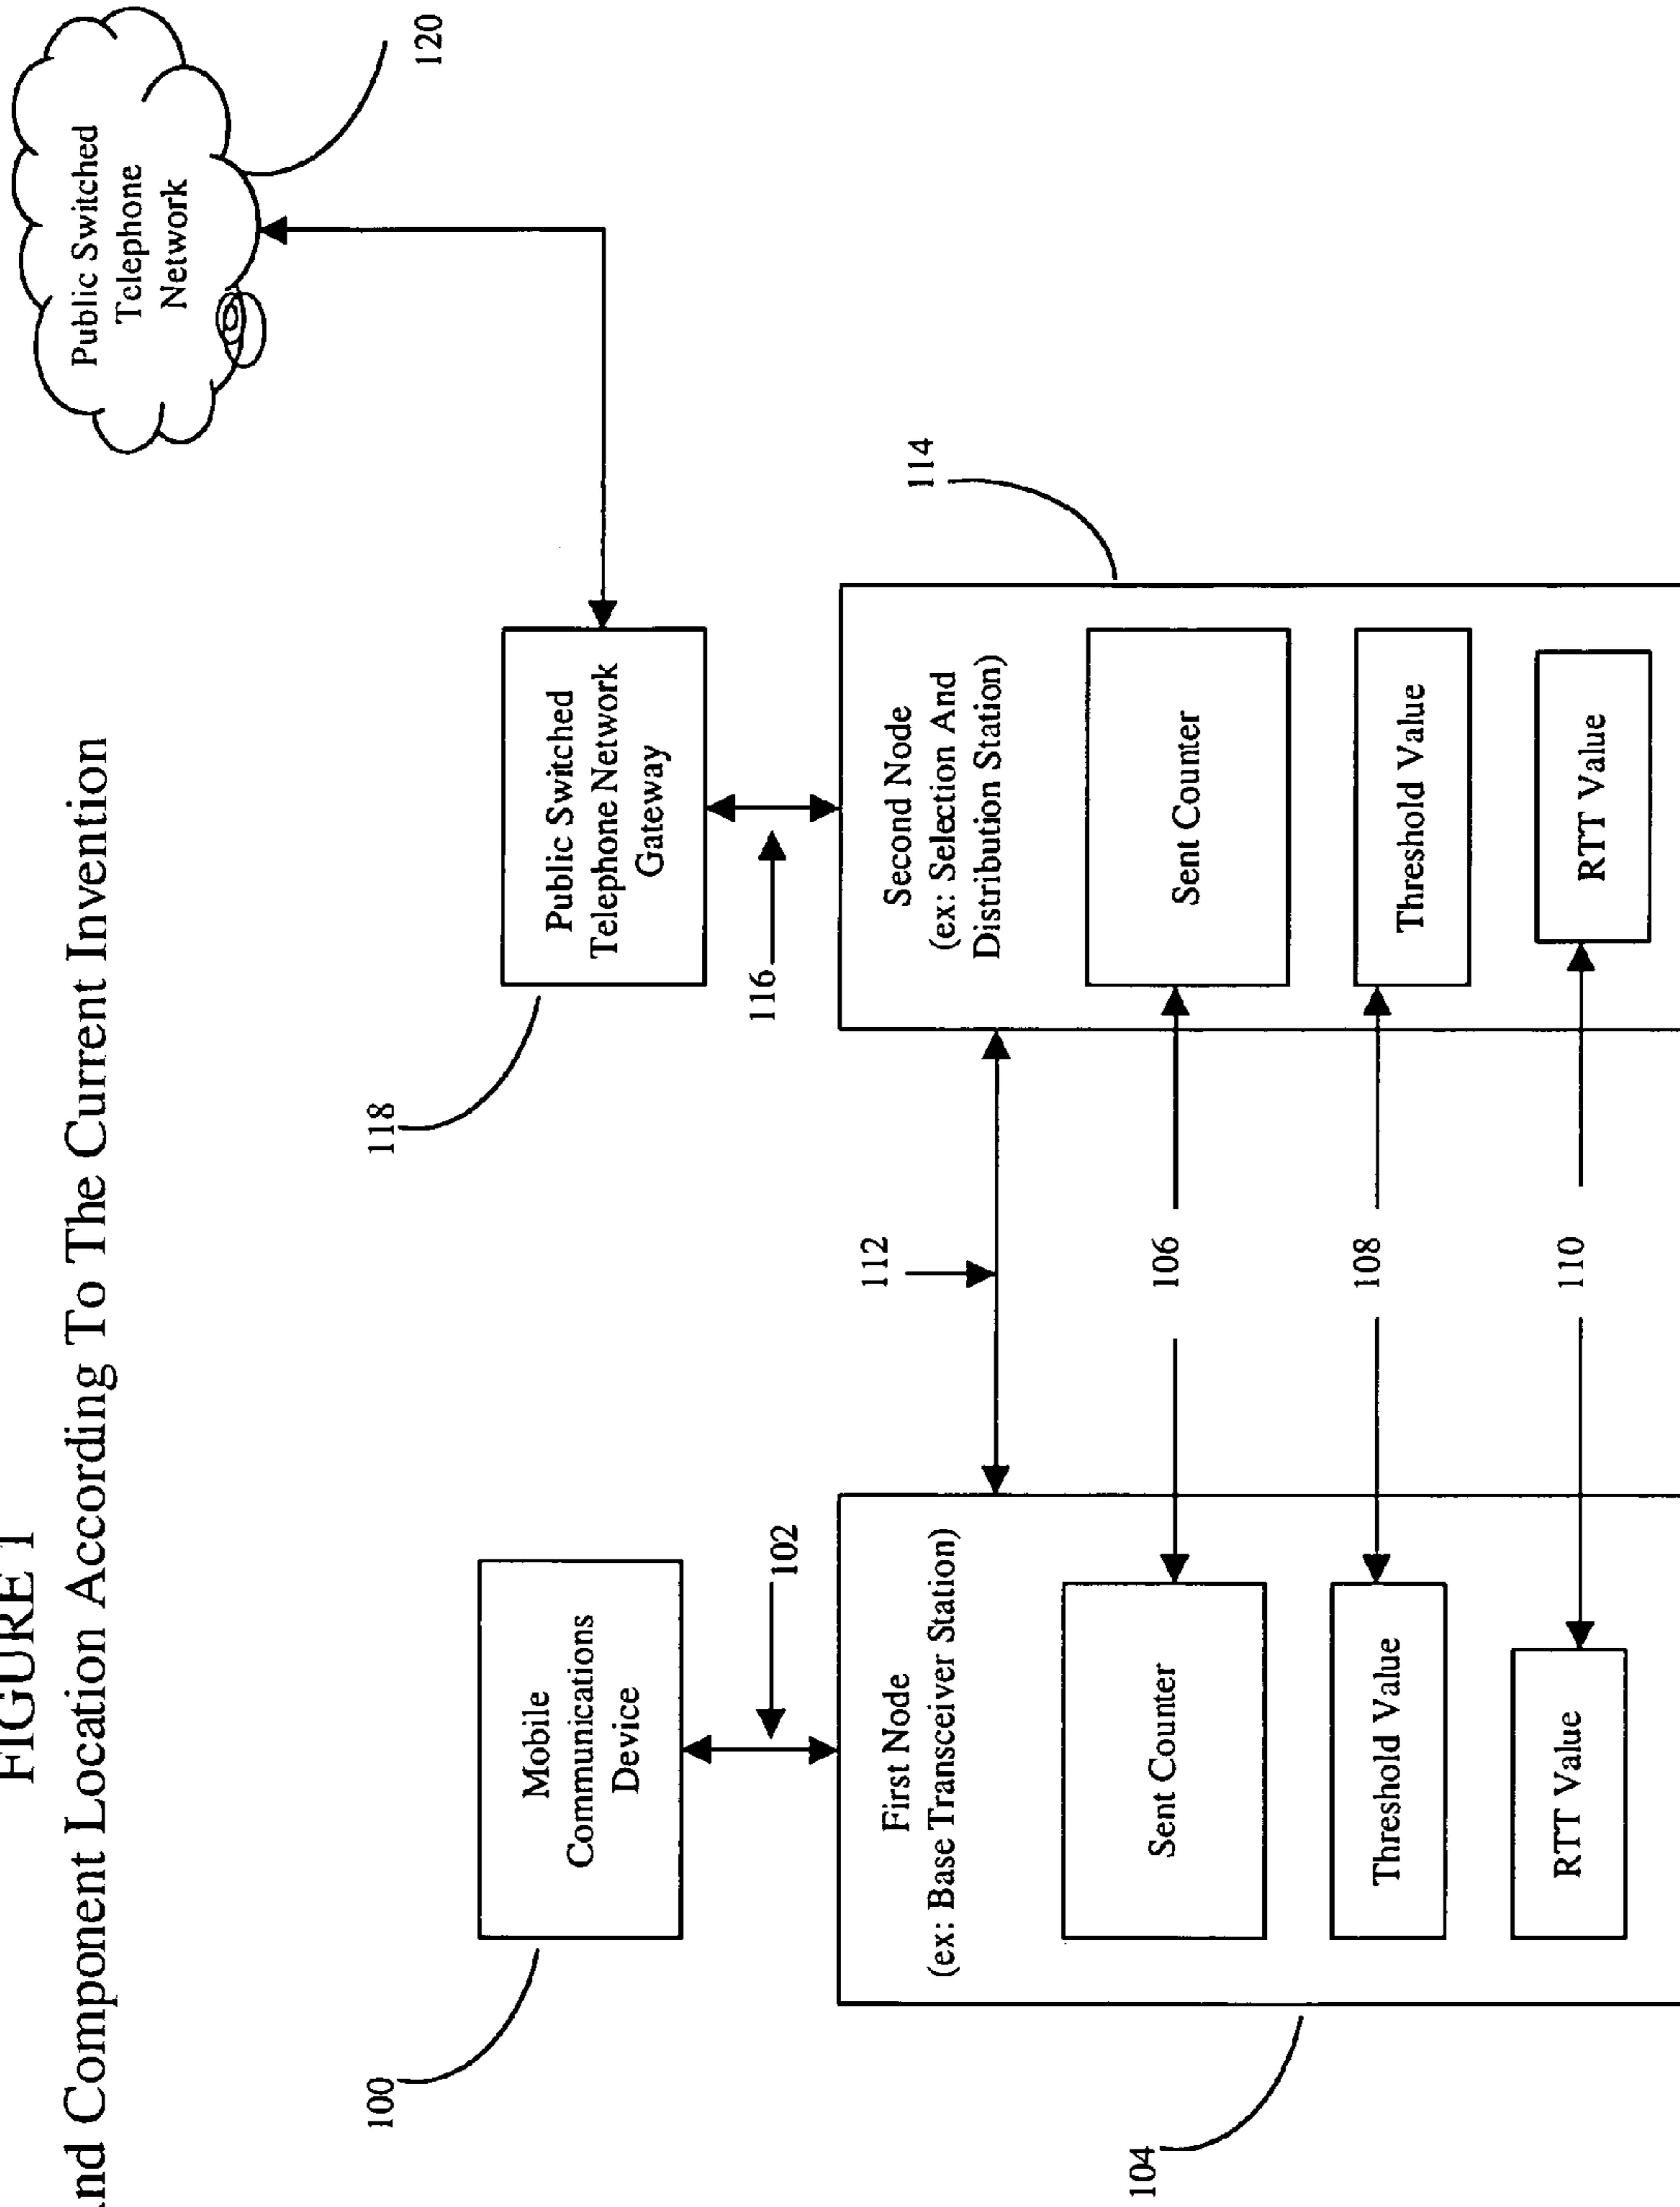 FIGURE 1
And Component Location According To The Current Invention
120
Public Switched
Telephone
Network
118
Public Switched
Telephone Network
Gateway
100
Mobile
Communications
Device
116
102
112
114
Second Node
(ex: Selection And
Distribution Station)
Sent Counter
Threshold Value
RTT Value
104
First Node
(ex: Base Transceiver Station)
Sent Counter
Threshold Value
RTT Value
106
108
110